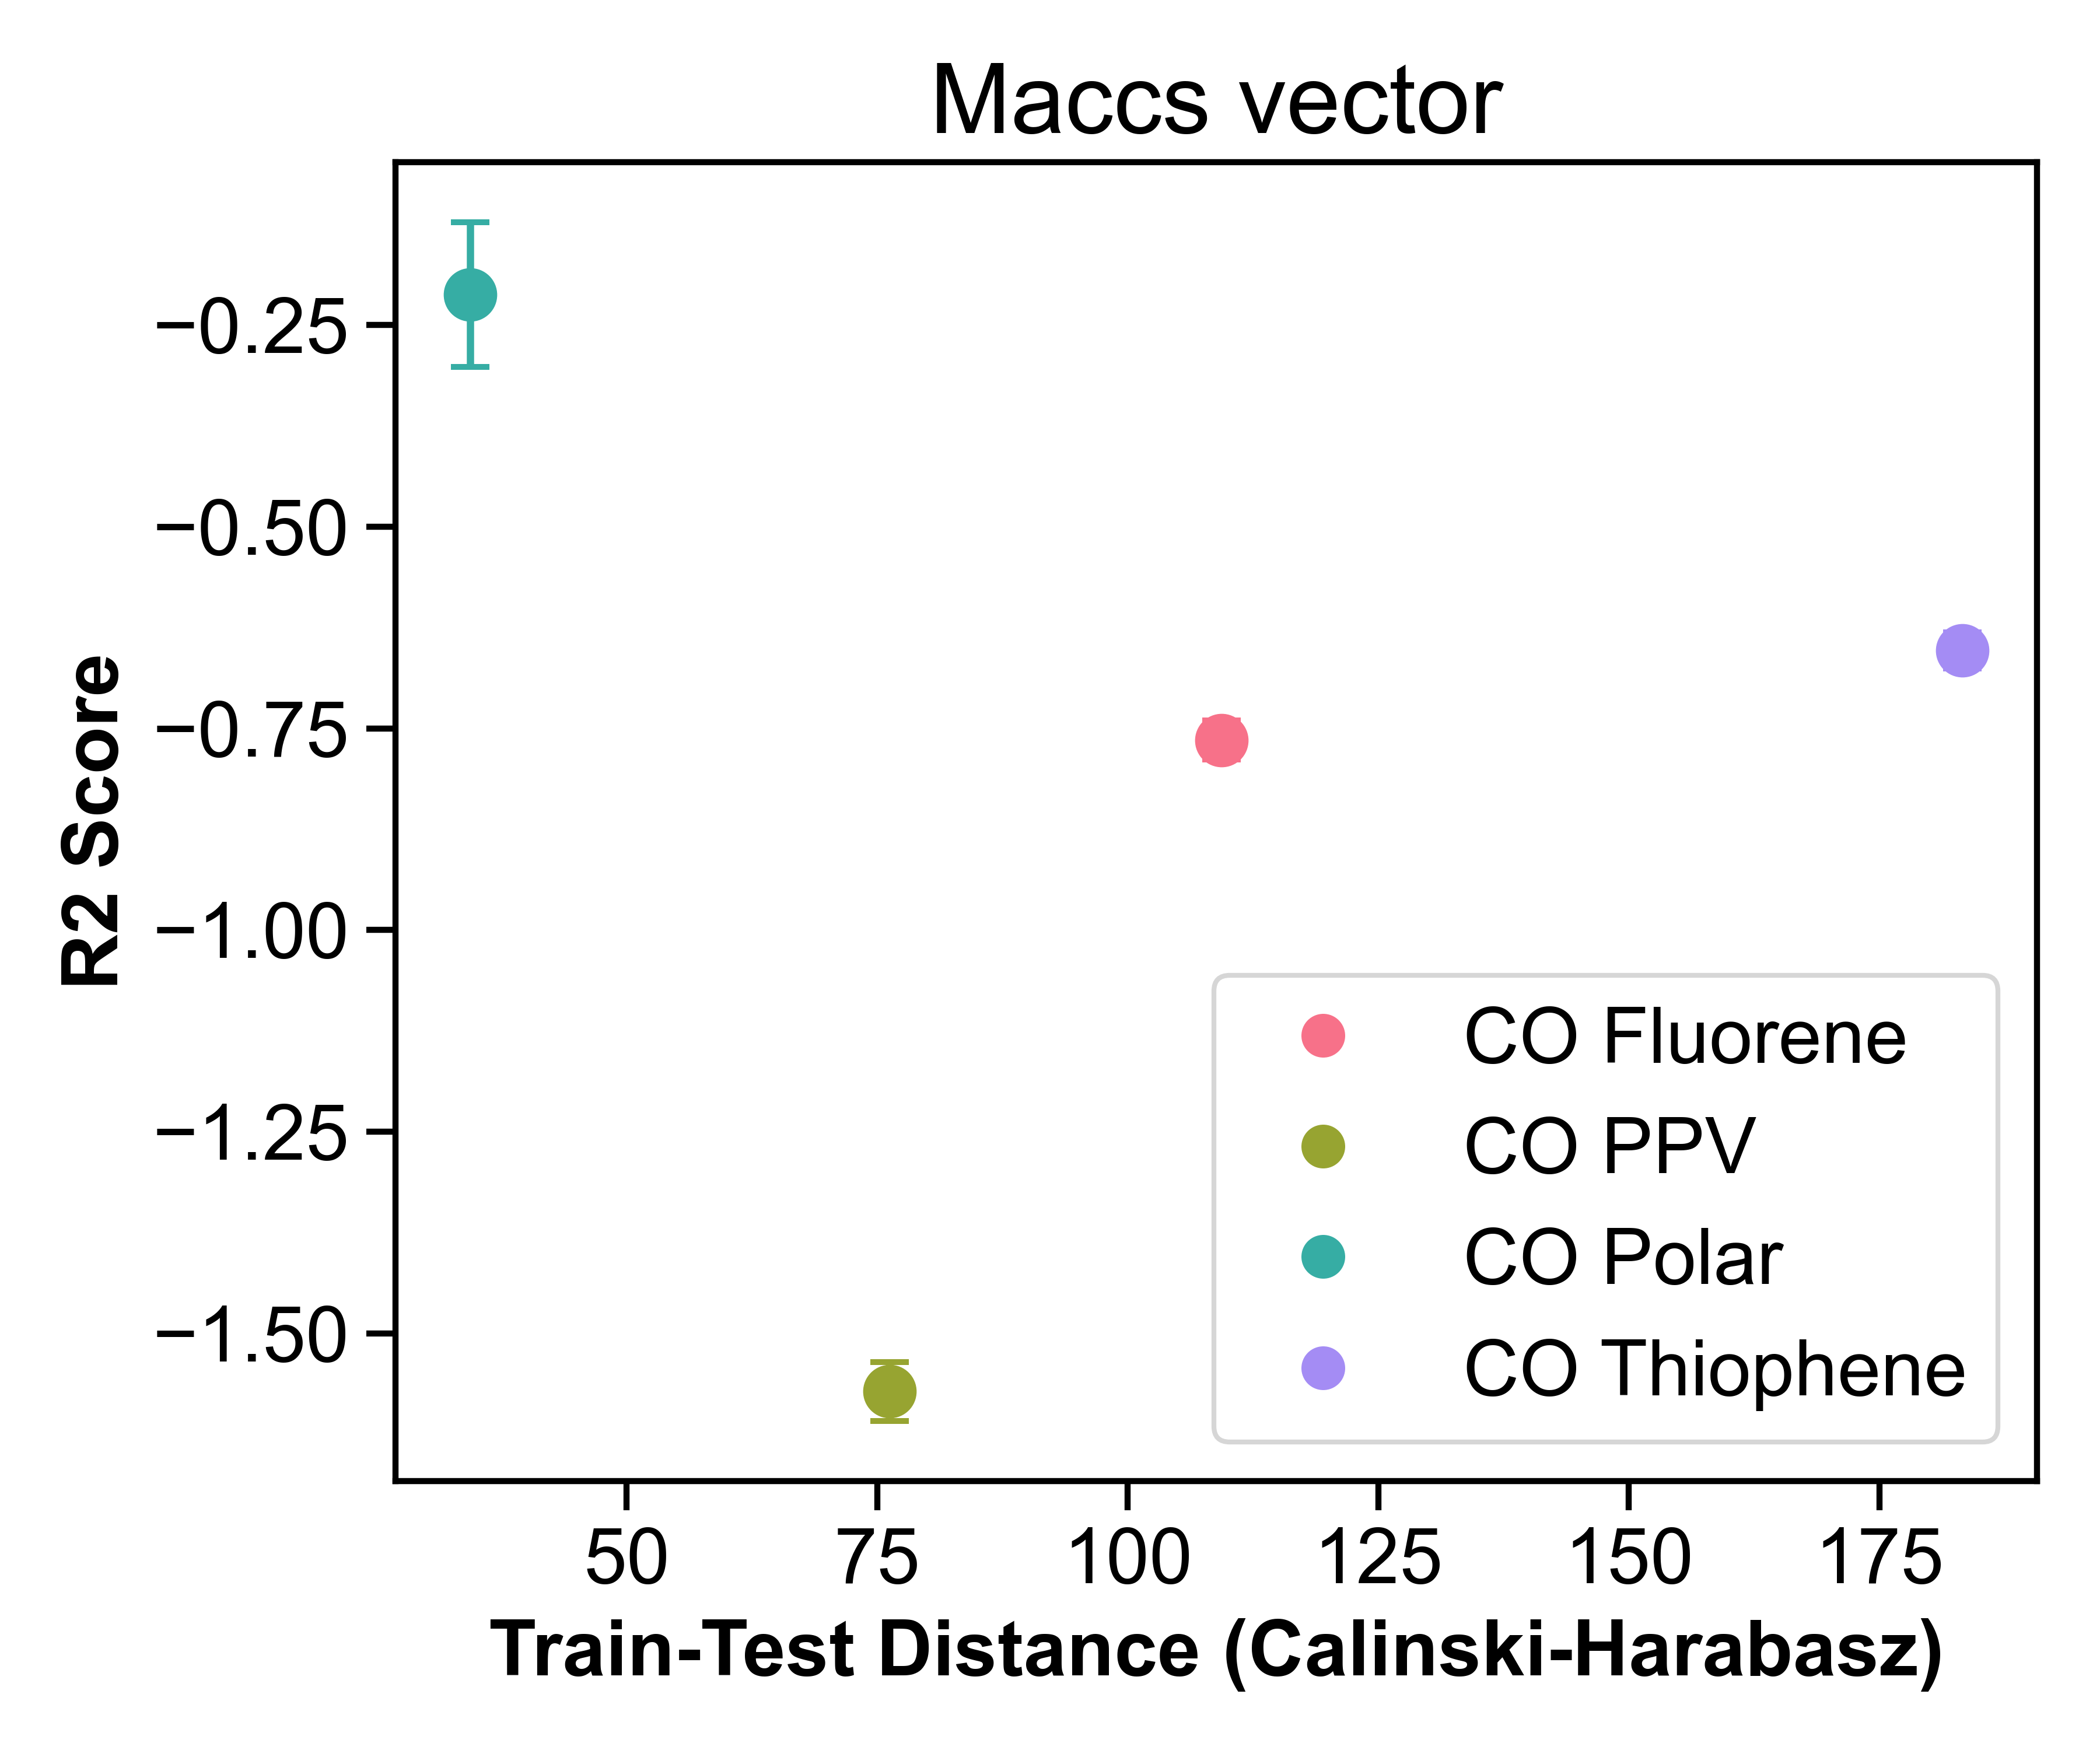 Maccs vector
R2 Score
−0.25
−0.50
−0.75
−1.00
−1.25
−1.50
CO Fluorene
CO PPV
CO Polar
CO Thiophene
50 75 100 125 150 175
Train-Test Distance (Calinski-Harabasz)